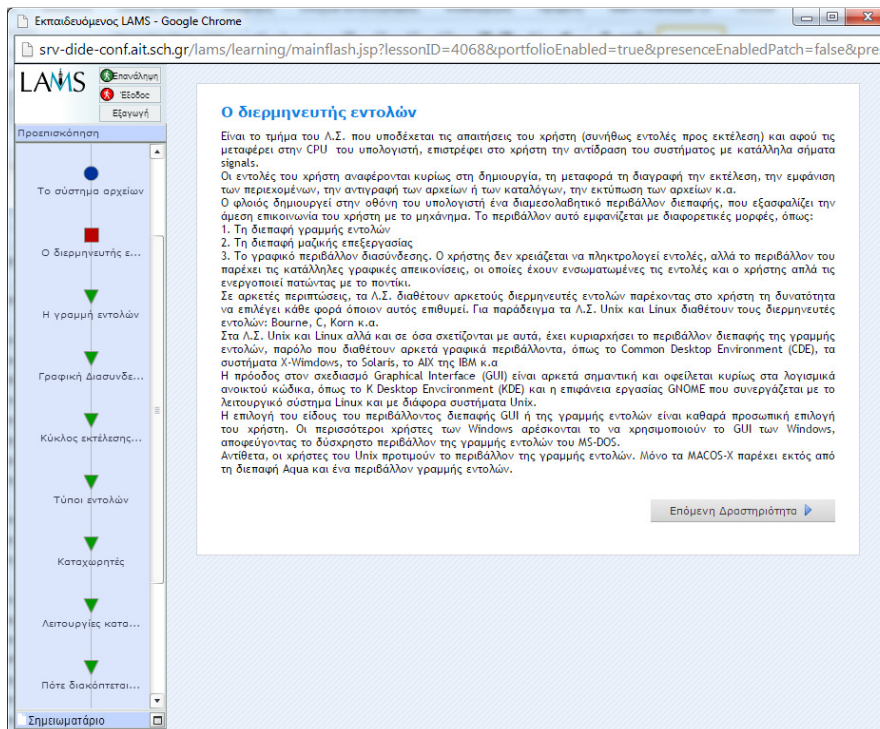 Εκπαιδευόμενος LAMS - Google Chrome
srv-dide-conf.ait.sch.gr/lams/learning/mainflash.jsp?lessonID=4068&portfolioEnabled=true&presenceEnabledPatch=false&pres
LAMS
Επανάληψη
Έξοδος
Εξαγωγή
Προεπισκόπηση
Το σύστημα αρχείων
Ο διερμηνευτής ε...
Η γραμμή εντολών
Γραφική Διασυνδε...
Κύκλος εκτέλεσης...
Τύποι εντολών
Καταχωρητές
Λειτουργίες κατα...
Πότε διακόπτεται...
Σημειωματάριο
Ο διερμηνευτής εντολών
Είναι το τμήμα του Λ.Σ. που υποδέχεται τις απαιτήσεις του χρήστη (συνήθως εντολές προς εκτέλεση) και αφού τις
μεταφέρει στην CPU του υπολογιστή, επιστρέφει στο χρήστη την αντίδραση του συστήματος με κατάλληλα σήματα
signals.
Οι εντολές του χρήστη αναφέρονται κυρίως στη δημιουργία, τη μεταφορά τη διαγραφή την εκτέλεση, την εμφάνιση
των περιεχομένων, την αντιγραφή των αρχείων ή των καταλόγων, την εκτύπωση των αρχείων κ.α.
Ο φλοιός δημιουργεί στην οθόνη του υπολογιστή ένα διαμεσολαβητικό περιβάλλον διεπαφής, που εξασφαλίζει την
άμεση επικοινωνία του χρήστη με το μηχάνημα. Το περιβάλλον αυτό εμφανίζεται με διαφορετικές μορφές, όπως:
1. Τη διεπαφή γραμμής εντολών
2. Τη διεπαφή μαζικής επεξεργασίας
3. Το γραφικό περιβάλλον διασύνδεσης. Ο χρήστης δεν χρειάζεται να πληκτρολογεί εντολές, αλλά το περιβάλλον του
παρέχει τις κατάλληλες γραφικές απεικονίσεις, οι οποίες έχουν ενσωματωμένες τις εντολές και ο χρήστης απλά τις
ενεργοποιεί πατώντας με το ποντίκι.
Σε αρκετές περιπτώσεις, τα Λ.Σ. διαθέτουν αρκετούς διερμηνευτές εντολών παρέχοντας στο χρήστη τη δυνατότητα
να επιλέγει κάθε φορά όποιον αυτός επιθυμεί. Για παράδειγμα τα Λ.Σ. Unix και Linux διαθέτουν τους διερμηνευτές
εντολών: Bourne, C, Korn κ.α.
Στα Λ.Σ. Unix και Linux αλλά και σε όσα σχετίζονται με αυτά, έχει κυριαρχήσει το περιβάλλον διεπαφής της γραμμής
εντολών, παρόλο που διαθέτουν αρκετά γραφικά περιβάλλοντα, όπως το Common Desktop Environment (CDE), τα
συστήματα X-Wimdows, το Solaris, το AIX της IBM κ.α
Η πρόοδος στον σχεδιασμό Graphical Interface (GUI) είναι αρκετά σημαντική και οφείλεται κυρίως στα λογισμικά
ανοικτού κώδικα, όπως το K Desktop Envcironment (KDE) και η επιφάνεια εργασίας GNOME που συνεργάζεται με το
λειτουργικό σύστημα Linux και με διάφορα συστήματα Unix.
Η επιλογή του είδους του περιβάλλοντος διεπαφής GUI ή της γραμμής εντολών είναι καθαρά προσωπική επιλογή
του χρήστη. Οι περισσότεροι χρήστες των Windows αρέσκονται το να χρησιμοποιούν το GUI των Windows,
αποφεύγοντας το δύσχρηστο περιβάλλον της γραμμής εντολών του MS-DOS.
Αντίθετα, οι χρήστες του Unix προτιμούν το περιβάλλον της γραμμής εντολών. Μόνο τα MACOS-X παρέχει εκτός από
τη διεπαφή Aqua και ένα περιβάλλον γραμμής εντολών.
Επόμενη Δραστηριότητα